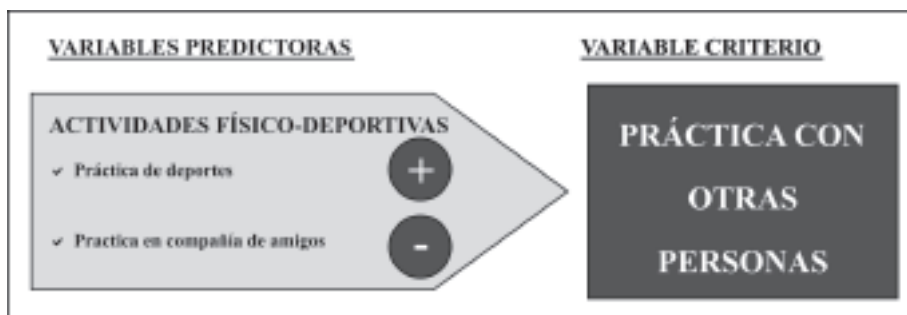 VARIABLES PREDICTORAS
VARIABLE CRITERIO
ACTIVIDADES FÍSICO-DEPORTIVAS
✓ Práctica de deportes
+
✓ Practica en compañía de amigos
-
PRÁCTICA CON
OTRAS
PERSONAS